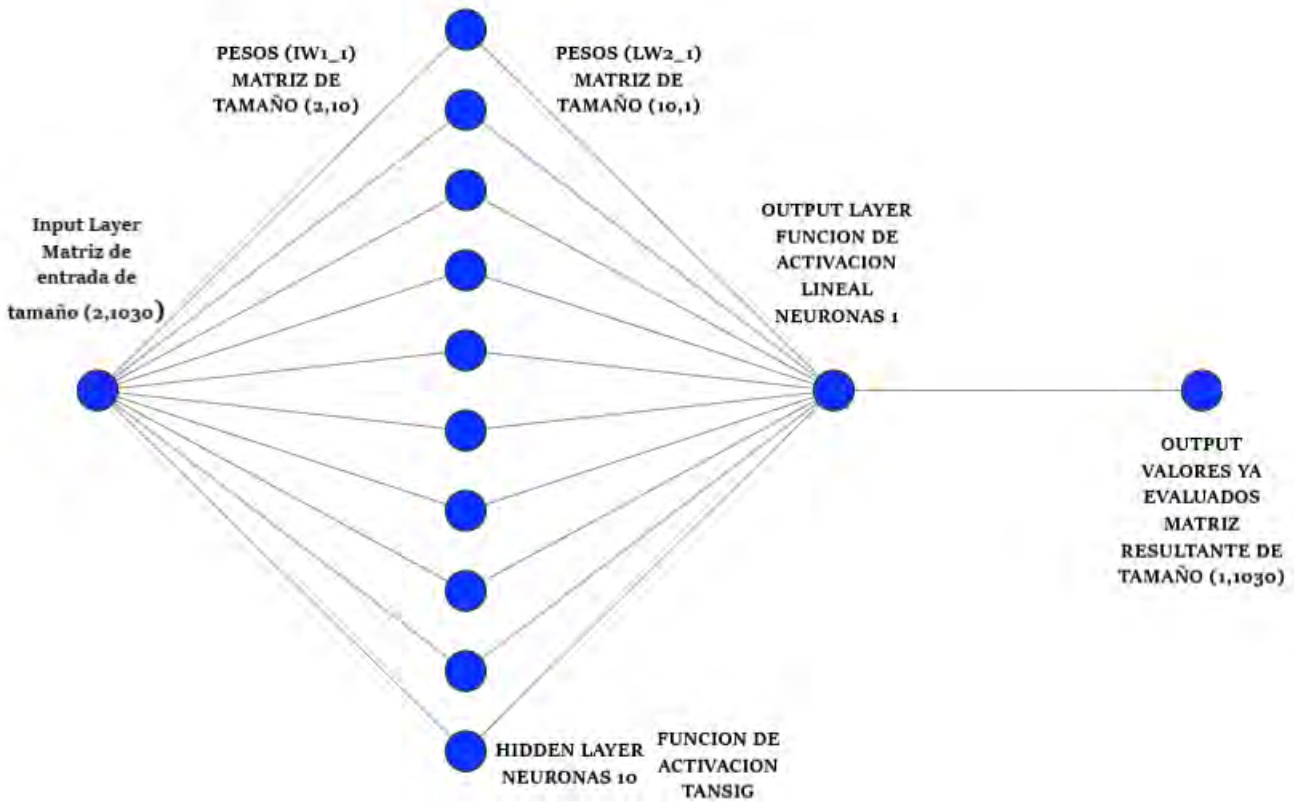 PESOS (IW1_1)
MATRIZ DE
TAMAÑO (2,10)
PESOS (LW2_1)
MATRIZ DE
TAMAÑO (10,1)
Input Layer
Matriz de
entrada de
tamaño (2,1030)
OUTPUT LAYER
FUNCION DE
ACTIVACION
LINEAL
NEURONAS 1
OUTPUT
VALORES YA
EVALUADOS
MATRIZ
RESULTANTE DE
TAMAÑO (1,1030)
HIDDEN LAYER
NEURONAS 10
FUNCION DE
ACTIVACION
TANSIG